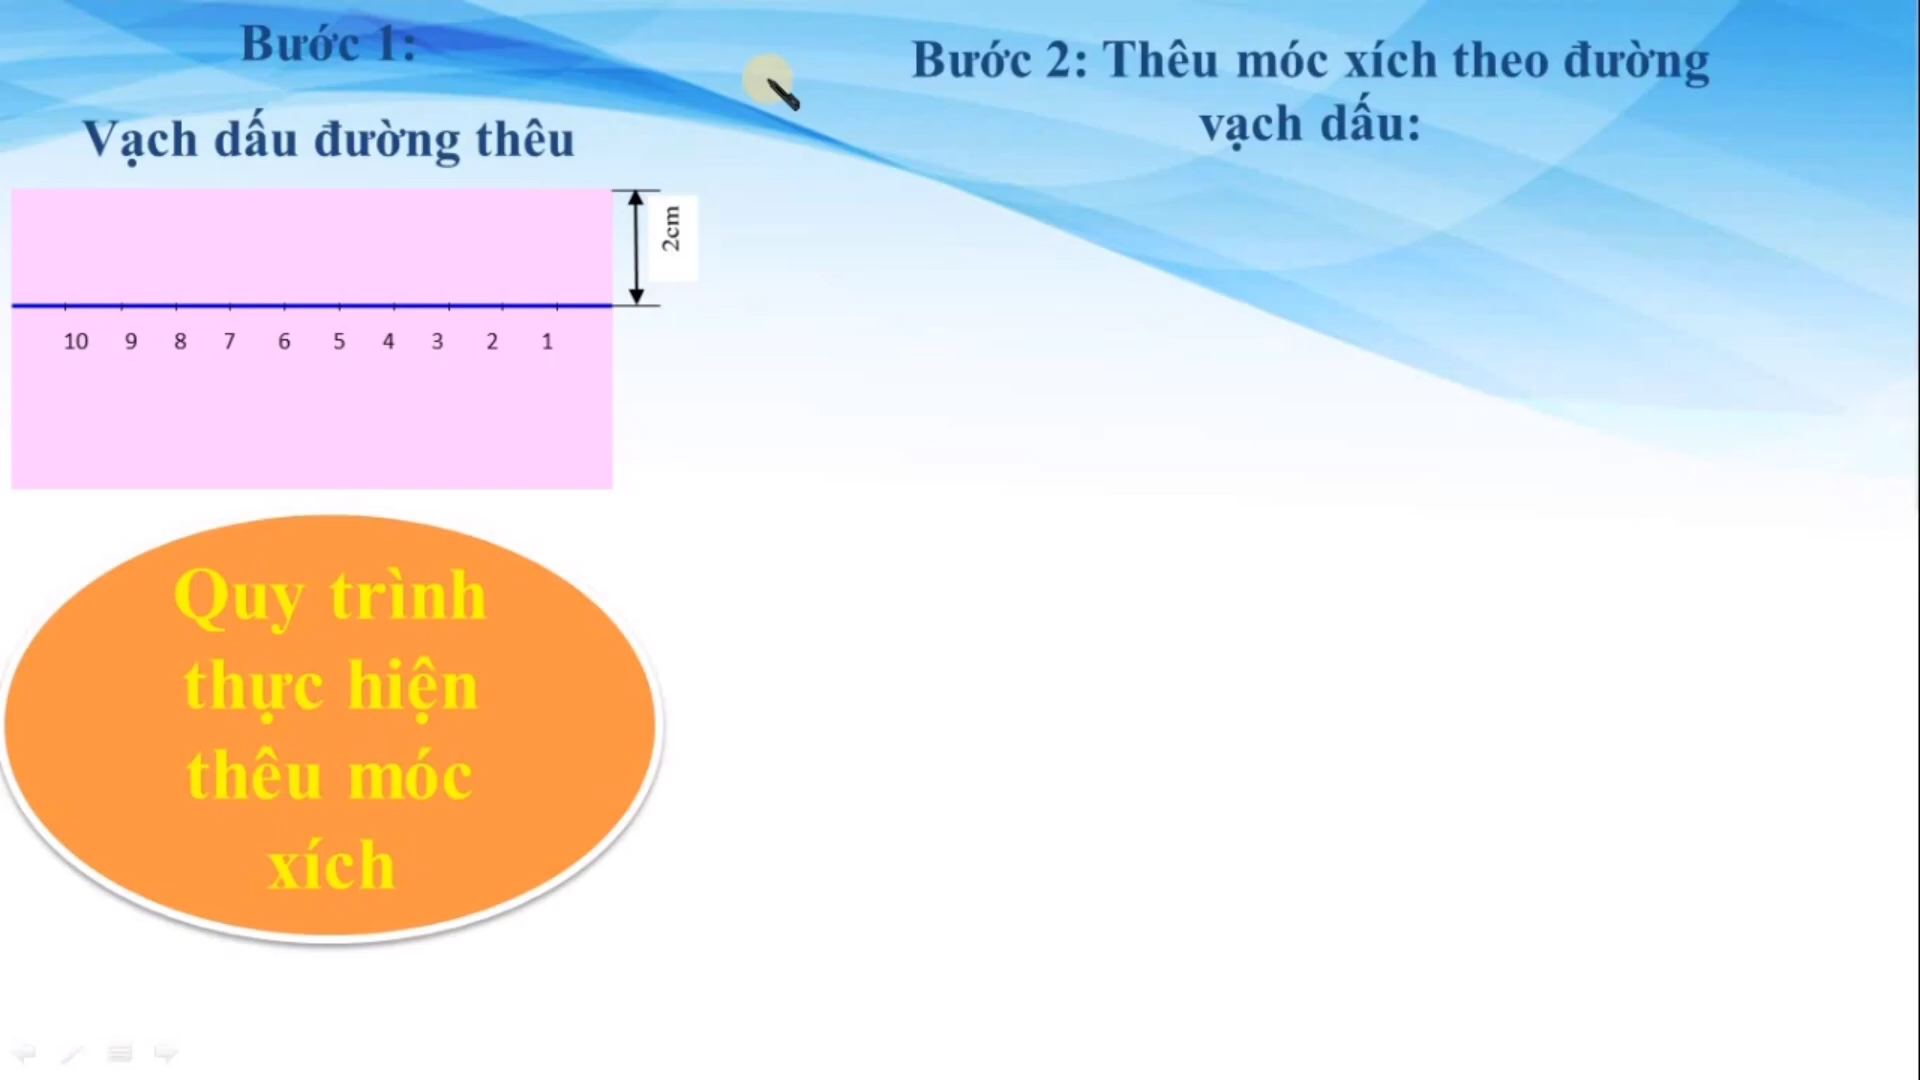 Bước 1:
Vạch dấu đường thêu
2cm
10 9 8 7 6 5 4 3 2 1
Quy trình
thực hiện
thêu móc
xích
Bước 2: Thêu móc xích theo đường
vạch dấu: